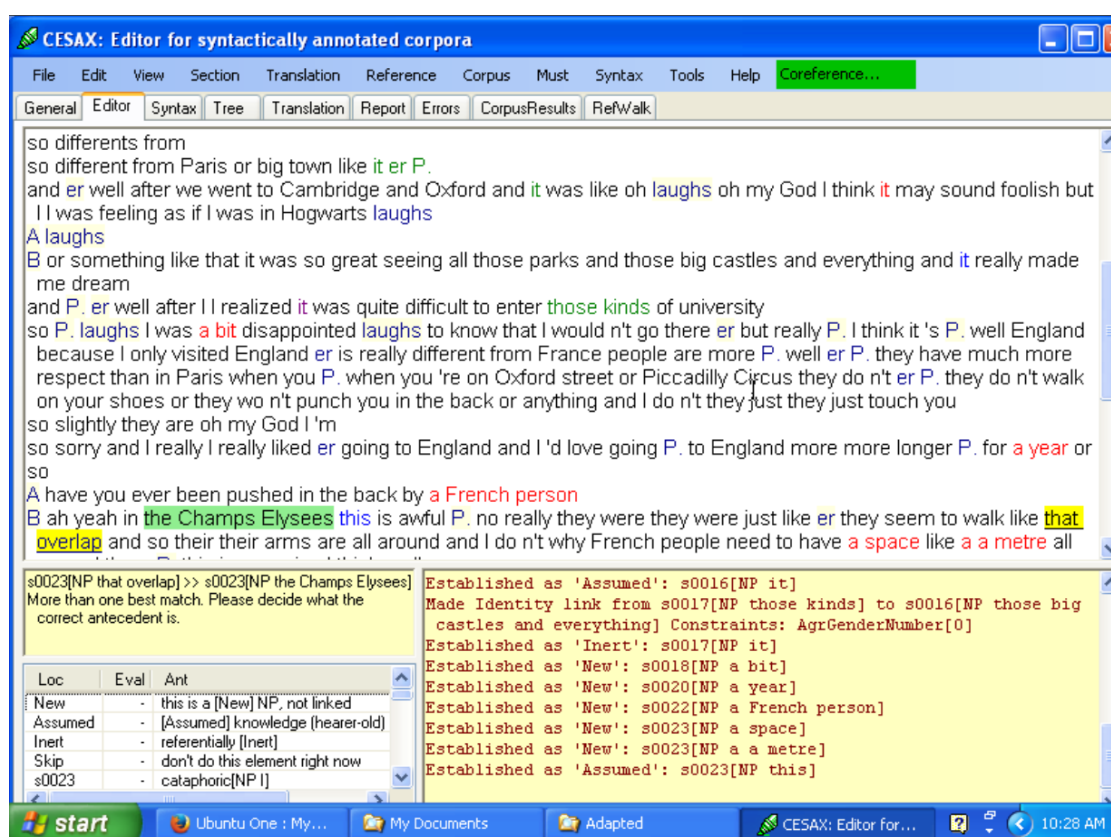 CESAX: Editor for syntactically annotated corpora
File Edit View Section Translation Reference Corpus Must Syntax Tools Help Coreference...
General Editor Syntax Tree Translation Report Errors CorpusResults RefWalk
so differents from
so different from Paris or big town like it er P.
and er well after we went to Cambridge and Oxford and it was like oh laughs oh my God I think it may sound foolish but
I I was feeling as if I was in Hogwarts laughs
A laughs
B or something like that it was so great seeing all those parks and those big castles and everything and it really made
me dream
and P. er well after I I realized it was quite difficult to enter those kinds of university
so P. laughs I was a bit disappointed laughs to know that I would n't go there er but really P. I think it 's P. well England
because I only visited England er is really different from France people are more P. well er P. they have much more
respect than in Paris when you P. when you 're on Oxford street or Piccadilly Circus they do n't er P. they do n't walk
on your shoes or they wo n't punch you in the back or anything and I do n't they just they just touch you
so slightly they are oh my God I 'm
so sorry and I really I really liked er going to England and I 'd love going P. to England more more longer P. for a year or
so
A have you ever been pushed in the back by a French person
B ah yeah in the Champs Elysees this is awful P. no really they were they were just like er they seem to walk like that
overlap and so their their arms are all around and I do n't why French people need to have a space like a a metre all
s0023[NP that overlap] >> s0023[NP the Champs Elysees]
More than one best match. Please decide what the
correct antecedent is.
Loc Eval Ant
New - this is a [New] NP, not linked
Assumed - [Assumed] knowledge (hearer-old)
Inert - referentially [Inert]
Skip - don't do this element right now
s0023 - cataphoric[NP I]
Established as 'Assumed': s0016[NP it]
Made Identity link from s0017[NP those kinds] to s0016[NP those big
castles and everything] Constraints: AgrGenderNumber[0]
Established as 'Inert': s0017[NP it]
Established as 'New': s0018[NP a bit]
Established as 'New': s0020[NP a year]
Established as 'New': s0022[NP a French person]
Established as 'New': s0023[NP a space]
Established as 'New': s0023[NP a a metre]
Established as 'Assumed': s0023[NP this]
start Ubuntu One : My... My Documents Adapted CESAX: Editor for... 10:28 AM